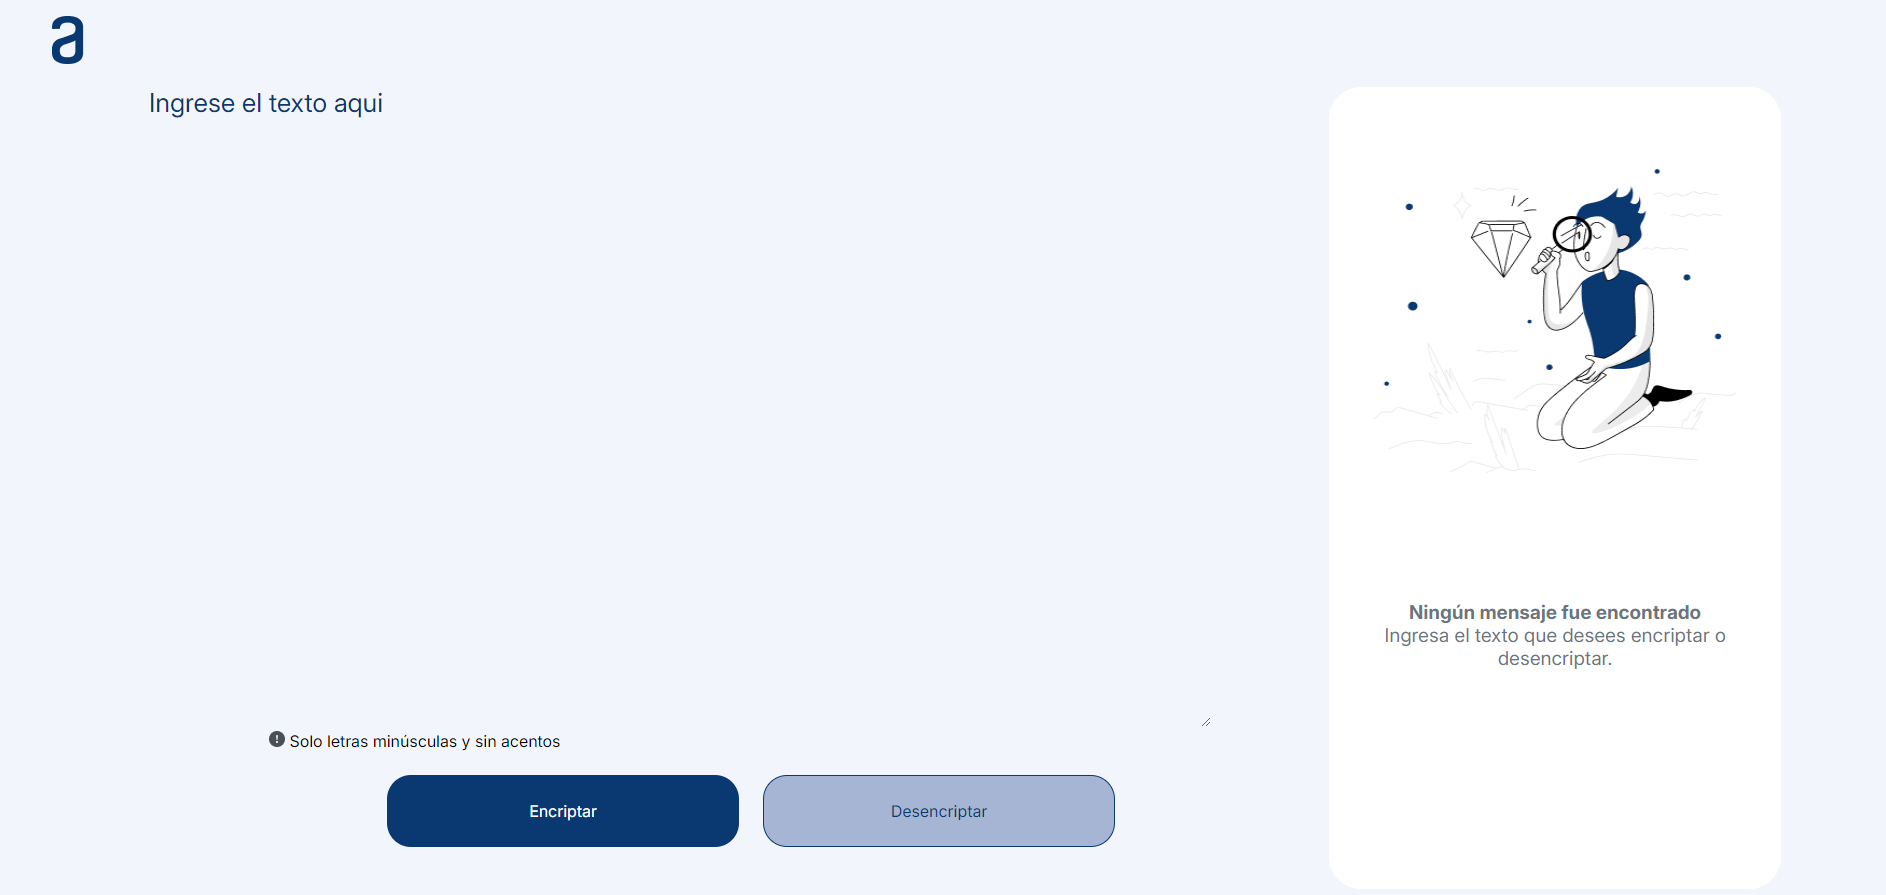 a
Ingrese el texto aqui
Ningún mensaje fue encontrado
Ingresa el texto que desees encriptar o
desencriptar.
Solo letras minúsculas y sin acentos
Encriptar
Desencriptar